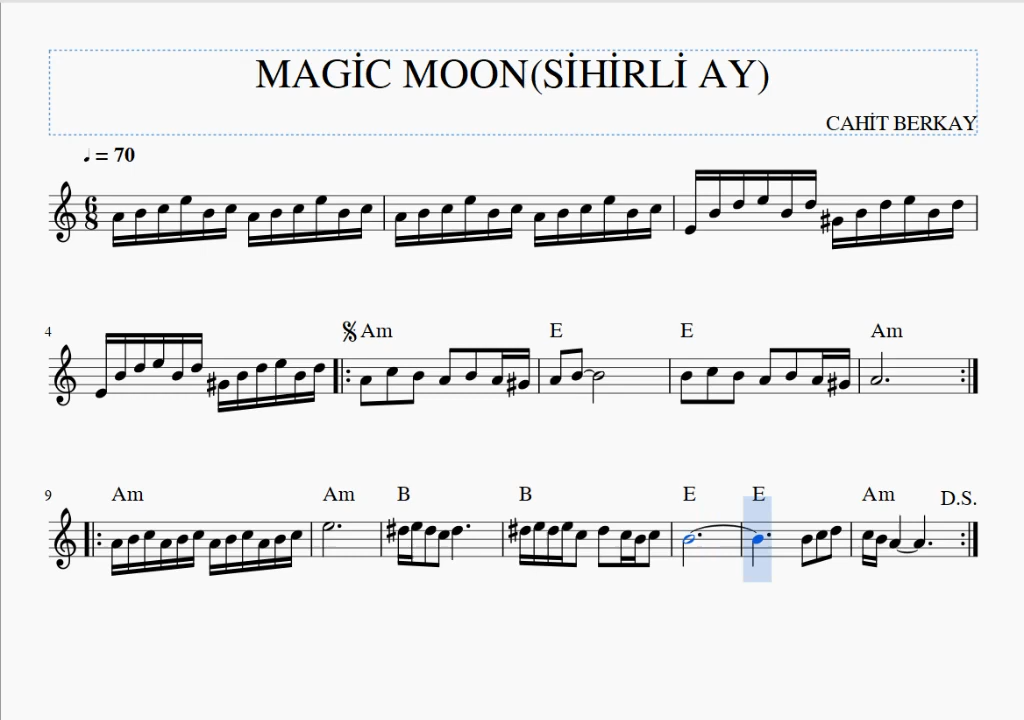 MAGİC MOON(SİHİRLİ AY)
CAHİT BERKAY
♩. = 70
6
8
4
Am E E Am
9
Am Am B B E E Am D.S.